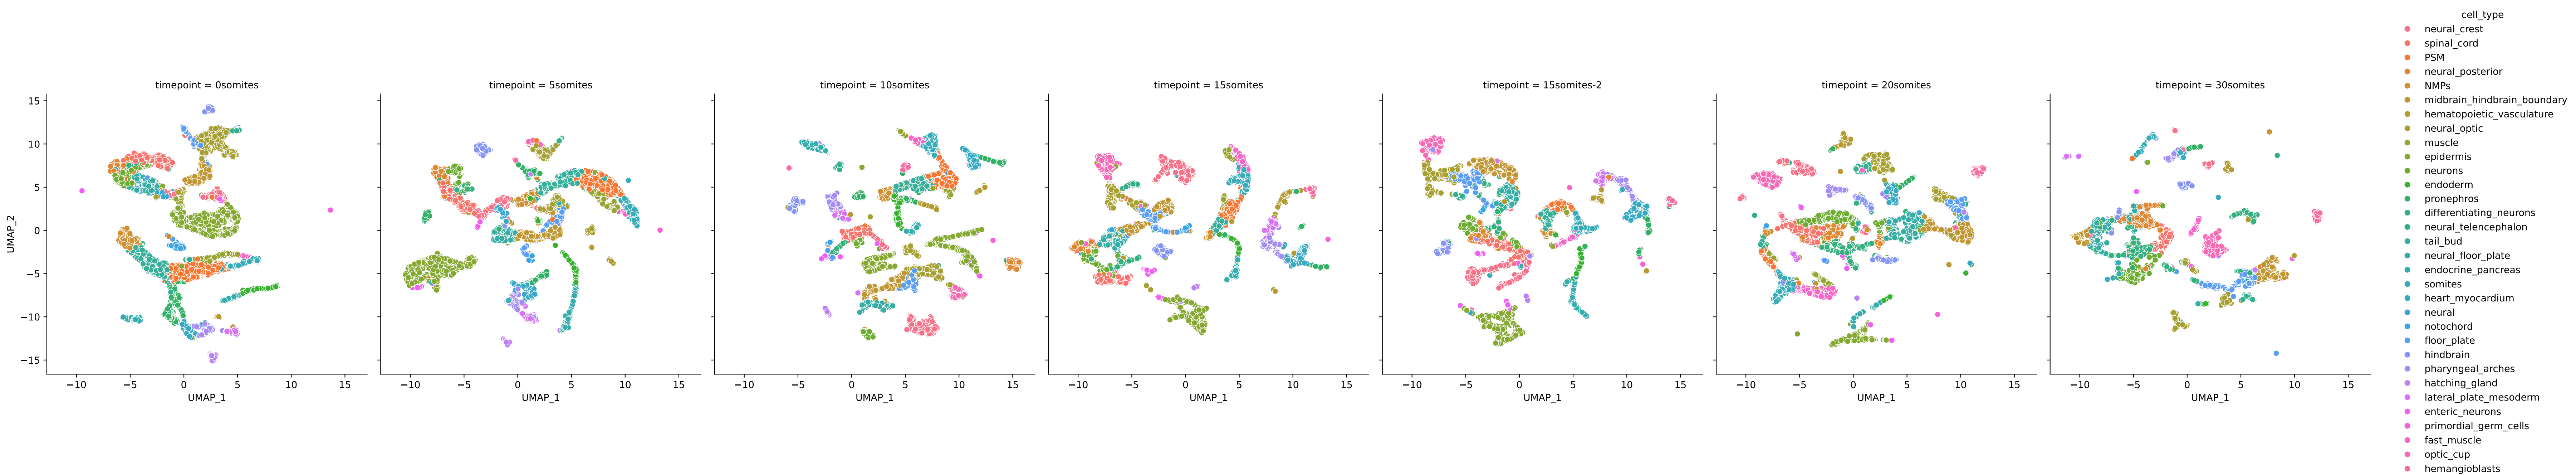 timepoint = 0somites
timepoint = 5somites
timepoint = 10somites
timepoint = 15somites
timepoint = 15somites-2
timepoint = 20somites
timepoint = 30somites
UMAP_2
15
10
5
0
−5
−10
−15
−10 −5 0 5 10 15
−10 −5 0 5 10 15
−10 −5 0 5 10 15
−10 −5 0 5 10 15
−10 −5 0 5 10 15
−10 −5 0 5 10 15
−10 −5 0 5 10 15
UMAP_1
UMAP_1
UMAP_1
UMAP_1
UMAP_1
UMAP_1
UMAP_1
cell_type
neural_crest
spinal_cord
PSM
neural_posterior
NMPs
midbrain_hindbrain_boundary
hematopoietic_vasculature
neural_optic
muscle
epidermis
neurons
endoderm
pronephros
differentiating_neurons
neural_telencephalon
tail_bud
neural_floor_plate
endocrine_pancreas
somites
heart_myocardium
neural
notochord
floor_plate
hindbrain
pharyngeal_arches
hatching_gland
lateral_plate_mesoderm
enteric_neurons
primordial_germ_cells
fast_muscle
optic_cup
hemangioblasts